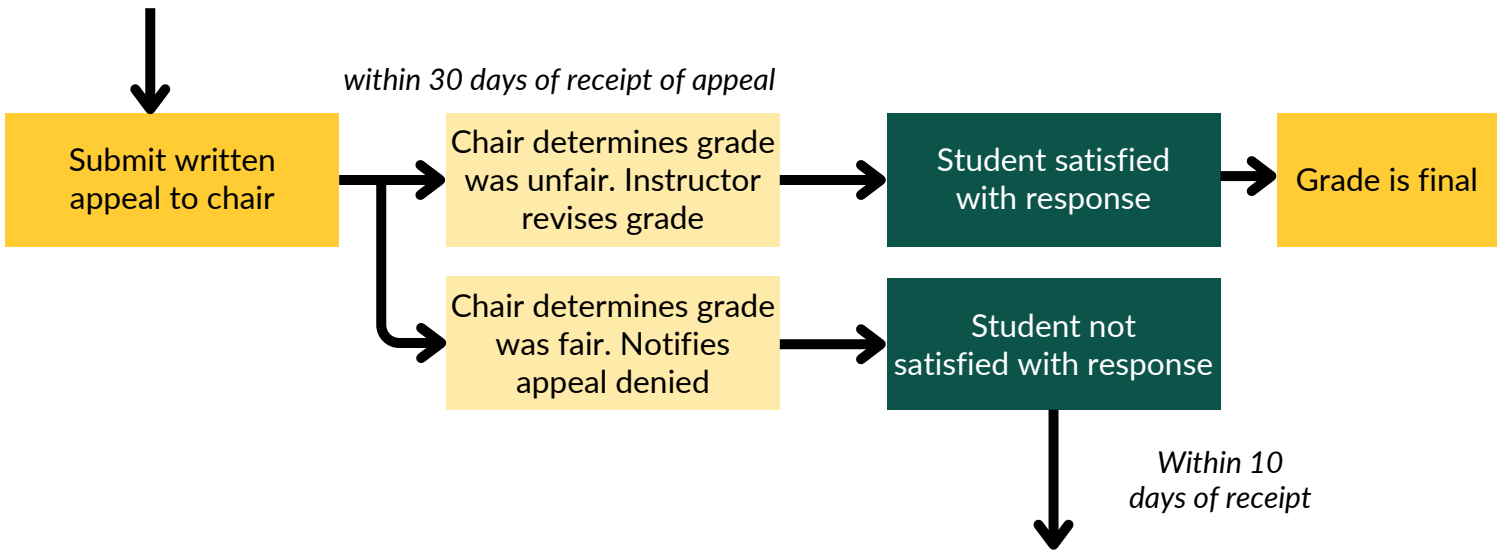 within 30 days of receipt of appeal
Submit written
appeal to chair
Chair determines grade
was unfair. Instructor
revises grade
Student satisfied
with response
Grade is final
Chair determines grade
was fair. Notifies
appeal denied
Student not
satisfied with response
Within 10
days of receipt